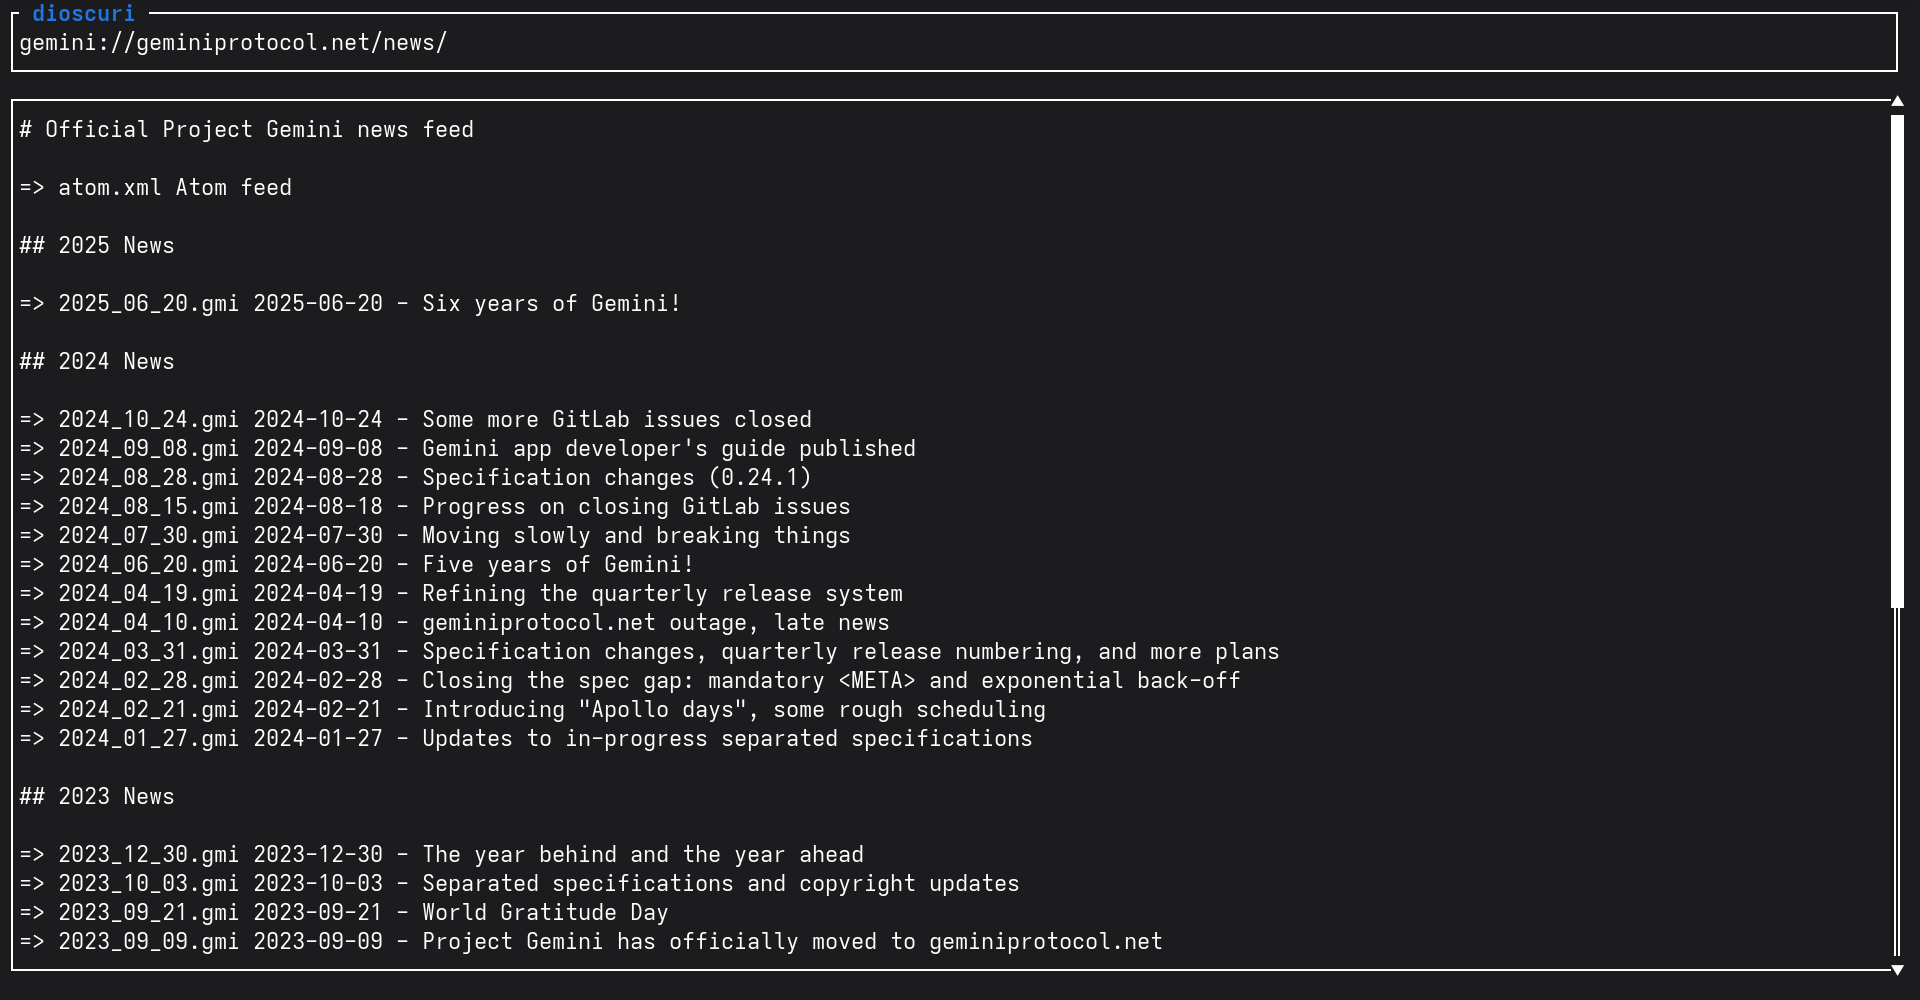 dioscuri
gemini://geminiprotocol.net/news/
# Official Project Gemini news feed
=> atom.xml Atom feed
## 2025 News
=> 2025_06_20.gmi 2025-06-20 - Six years of Gemini!
## 2024 News
=> 2024_10_24.gmi 2024-10-24 - Some more GitLab issues closed
=> 2024_09_08.gmi 2024-09-08 - Gemini app developer's guide published
=> 2024_08_28.gmi 2024-08-28 - Specification changes (0.24.1)
=> 2024_08_15.gmi 2024-08-18 - Progress on closing GitLab issues
=> 2024_07_30.gmi 2024-07-30 - Moving slowly and breaking things
=> 2024_06_20.gmi 2024-06-20 - Five years of Gemini!
=> 2024_04_19.gmi 2024-04-19 - Refining the quarterly release system
=> 2024_04_10.gmi 2024-04-10 - geminiprotocol.net outage, late news
=> 2024_03_31.gmi 2024-03-31 - Specification changes, quarterly release numbering, and more plans
=> 2024_02_28.gmi 2024-02-28 - Closing the spec gap: mandatory <META> and exponential back-off
=> 2024_02_21.gmi 2024-02-21 - Introducing "Apollo days", some rough scheduling
=> 2024_01_27.gmi 2024-01-27 - Updates to in-progress separated specifications
## 2023 News
=> 2023_12_30.gmi 2023-12-30 - The year behind and the year ahead
=> 2023_10_03.gmi 2023-10-03 - Separated specifications and copyright updates
=> 2023_09_21.gmi 2023-09-21 - World Gratitude Day
=> 2023_09_09.gmi 2023-09-09 - Project Gemini has officially moved to geminiprotocol.net